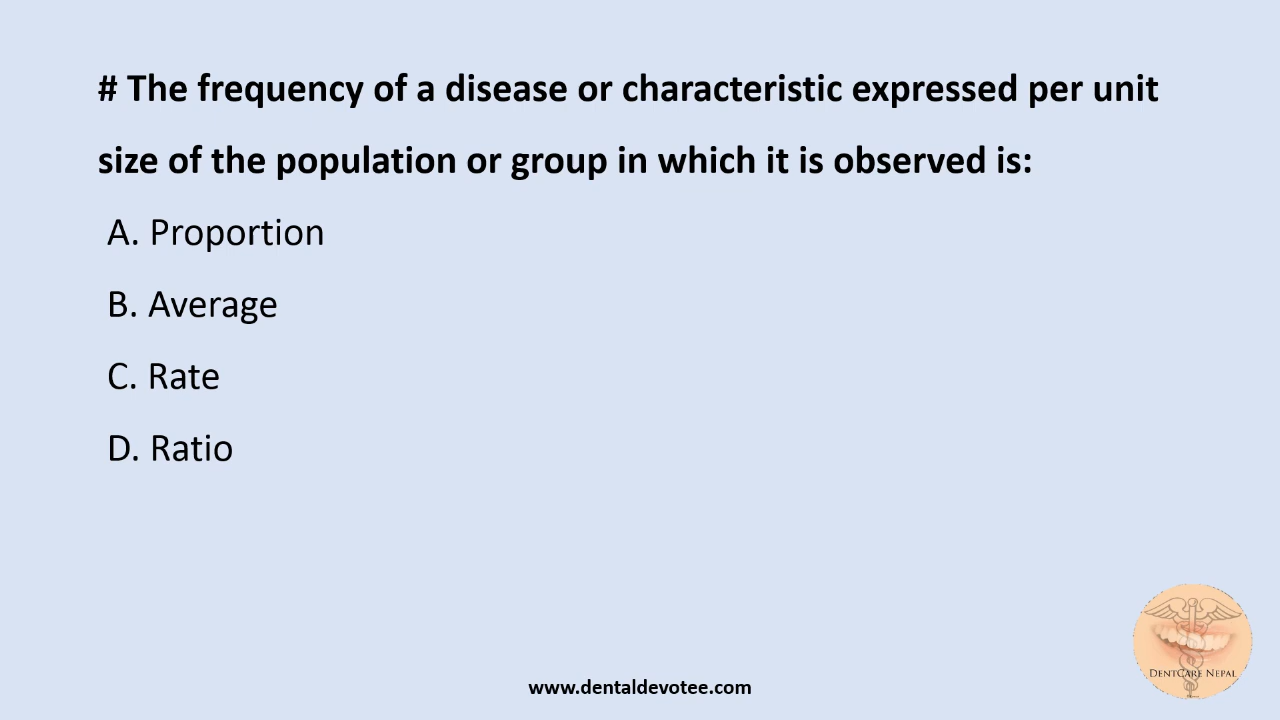 # The frequency of a disease or characteristic expressed per unit
size of the population or group in which it is observed is:
A. Proportion
B. Average
C. Rate
D. Ratio
DentCare Nepal
www.dentaldevotee.com